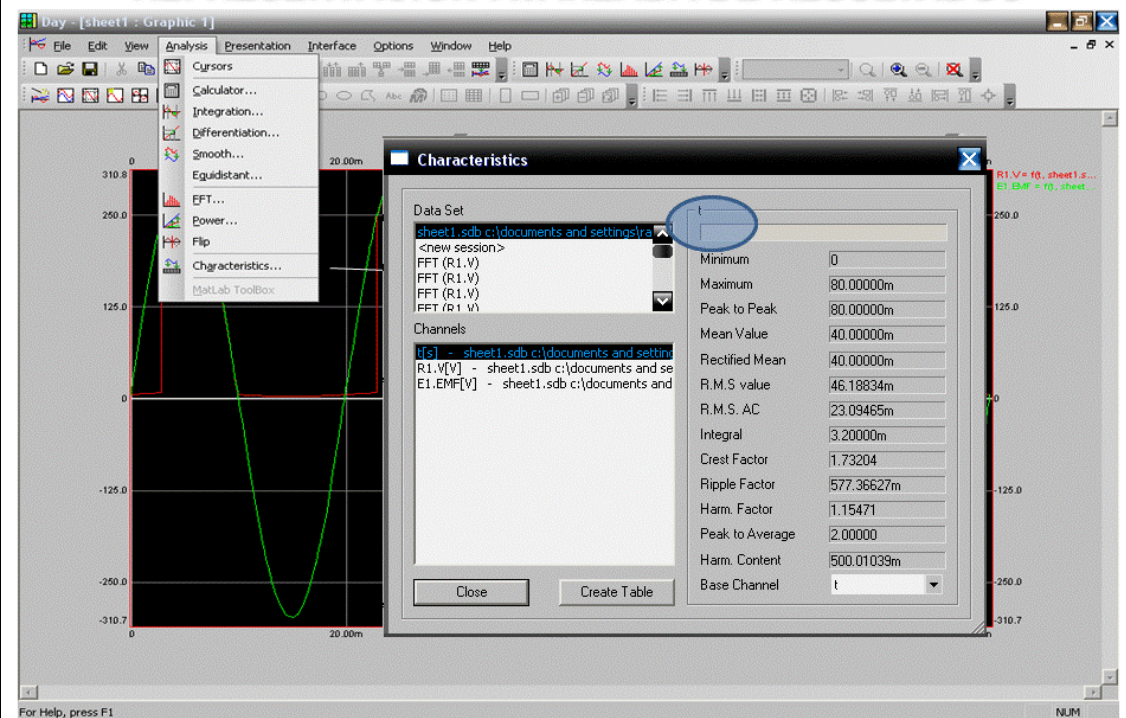 Day - [sheet1 : Graphic 1]
File Edit View Analysis Presentation Interface Options Window Help
Cursors
Calculator...
Integration...
Differentiation...
Smooth...
Equidistant...
FFT...
Power...
Flip
Characteristics...
MatLab ToolBox
Abc
0 20.00m
310.8
250.0
125.0
0
-125.0
-250.0
-310.7
0 20.00m
R1.V = f(t, sheet1.s...
E1.EMF = f(t, sheet...
250.0
125.0
0
-125.0
-250.0
-310.7
Characteristics
Data Set
sheet1.sdb c:\documents and settings\ra
<new session>
FFT (R1.V)
FFT (R1.V)
FFT (R1.V)
FFT (R1.V)
Channels
t[s] - sheet1.sdb c:\documents and setting
R1.V[V] - sheet1.sdb c:\documents and se
E1.EMF[V] - sheet1.sdb c:\documents and
Close Create Table
t
Minimum 0
Maximum 80.00000m
Peak to Peak 80.00000m
Mean Value 40.00000m
Rectified Mean 40.00000m
R.M.S value 46.18834m
R.M.S. AC 23.09465m
Integral 3.20000m
Crest Factor 1.73204
Ripple Factor 577.36627m
Harm. Factor 1.15471
Peak to Average 2.00000
Harm. Content 500.01039m
Base Channel t
For Help, press F1 NUM